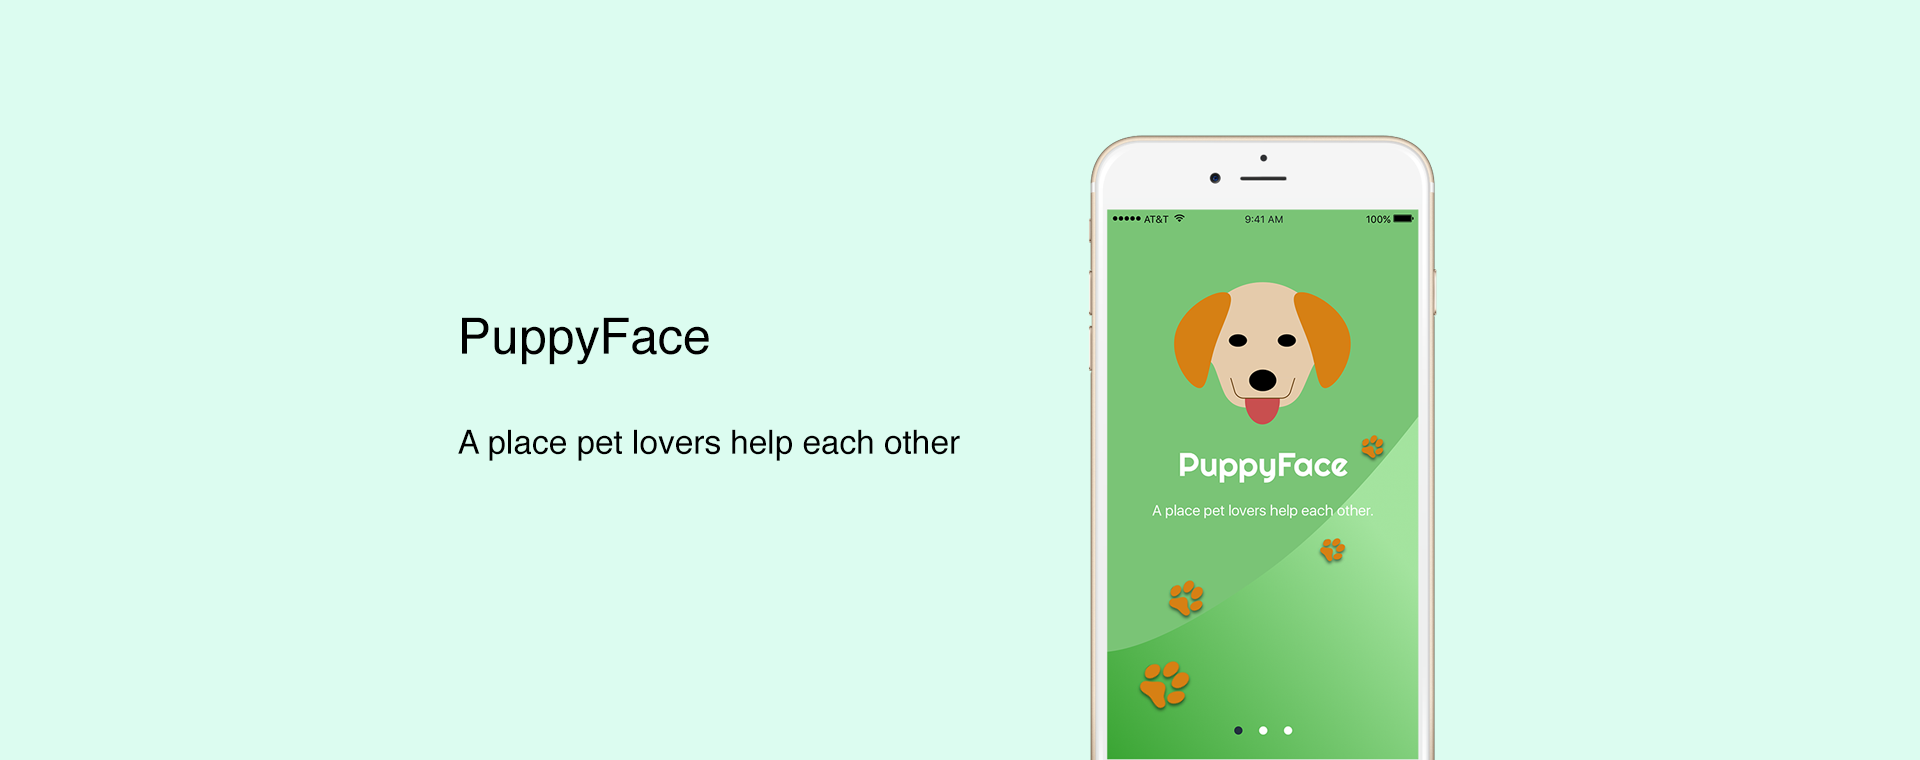 PuppyFace
A place pet lovers help each other
AT&T 9:41 AM 100%
PuppyFace
A place pet lovers help each other.